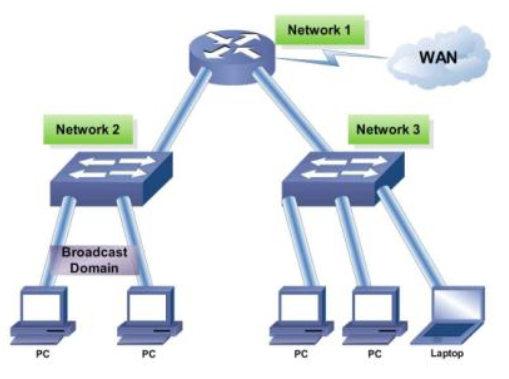 Network 1
WAN
Network 2
Network 3
Broadcast
Domain
PC
PC
PC
PC
Laptop